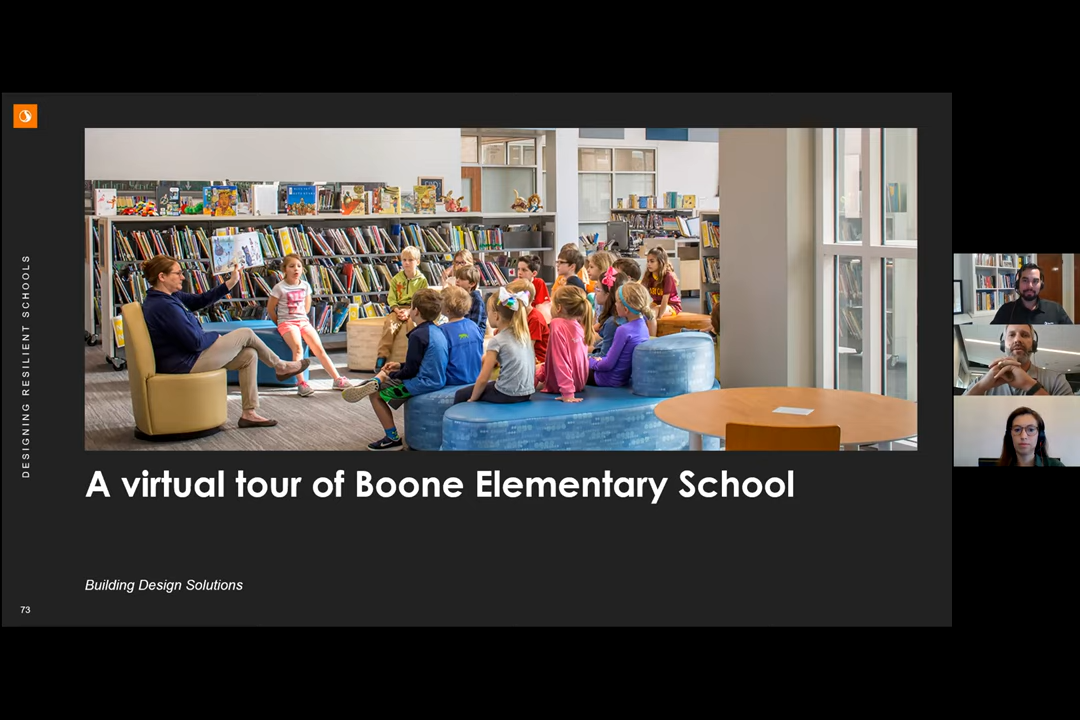 DESIGNING RESILIENT SCHOOLS
A virtual tour of Boone Elementary School
Building Design Solutions
73